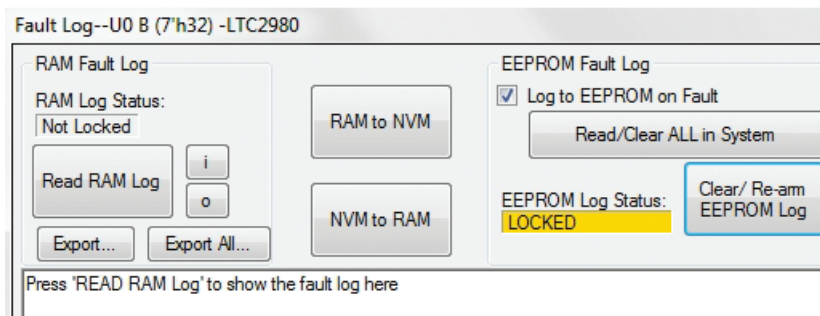 Fault Log--U0 B (7'h32) -LTC2980
RAM Fault Log
RAM Log Status:
Not Locked
Read RAM Log
i
o
Export...
Export All...
RAM to NVM
NVM to RAM
EEPROM Fault Log
Log to EEPROM on Fault
Read/Clear ALL in System
EEPROM Log Status:
LOCKED
Clear/ Re-arm
EEPROM Log
Press 'READ RAM Log' to show the fault log here